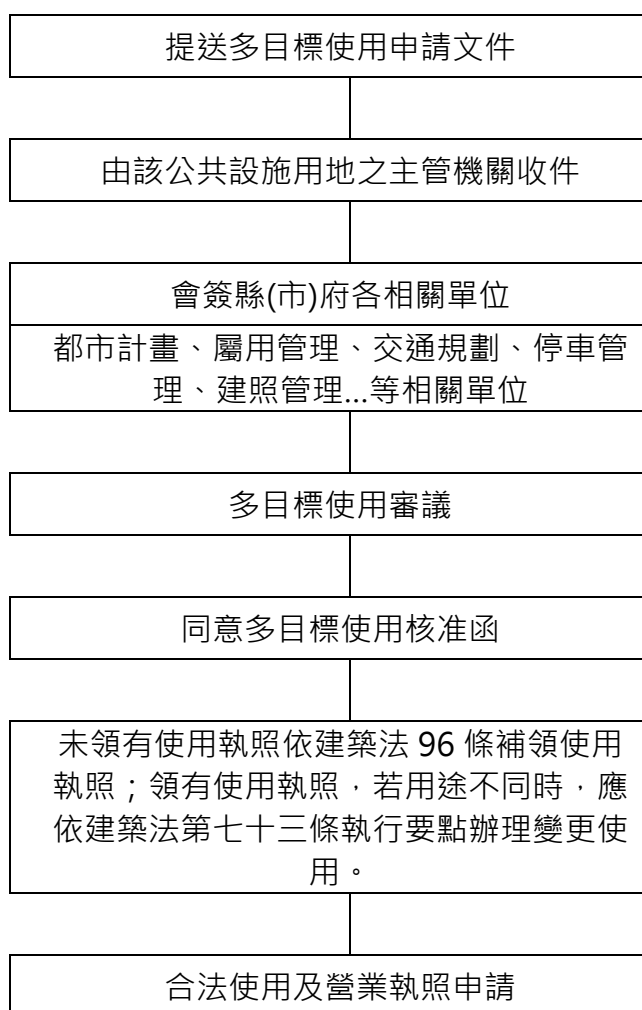 提送多目標使用申請文件
由該公共設施用地之主管機關收件
會簽縣(市)府各相關單位
都市計畫、屬用管理、交通規劃、停車管
理、建照管理...等相關單位
多目標使用審議
同意多目標使用核准函
未領有使用執照依建築法 96 條補領使用
執照；領有使用執照，若用途不同時，應
依建築法第七十三條執行要點辦理變更使
用。
合法使用及營業執照申請